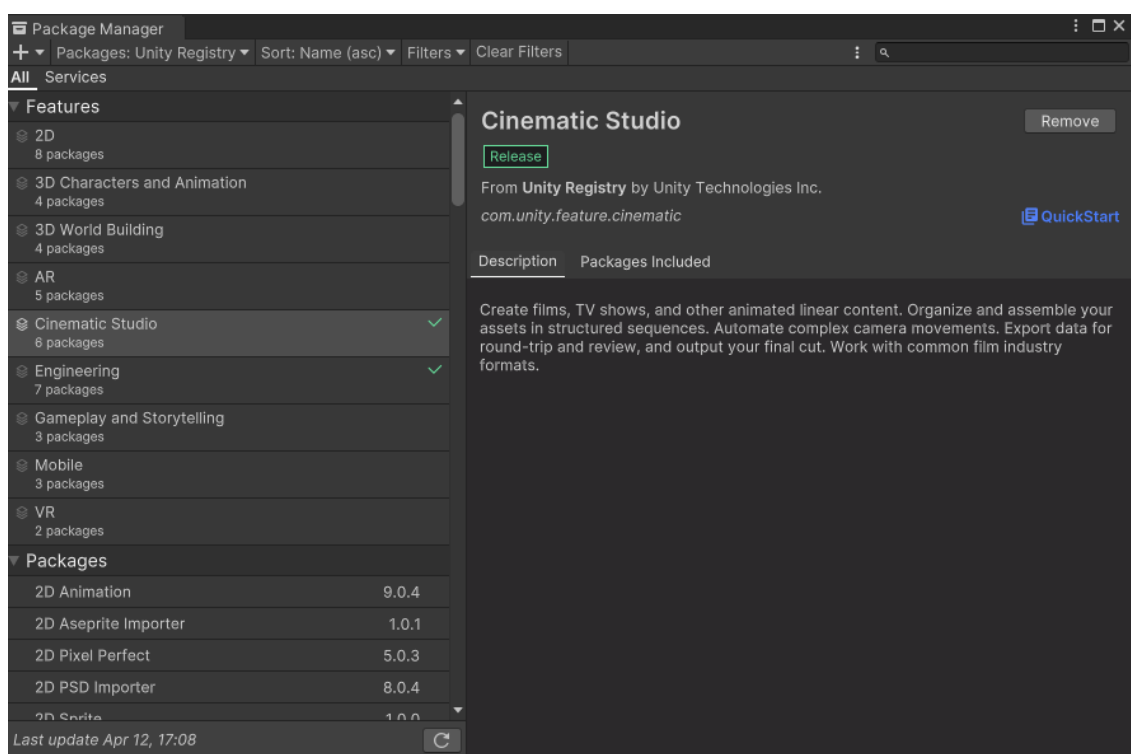 Package Manager
Packages: Unity Registry Sort: Name (asc) Filters Clear Filters
All Services
Features
2D
8 packages
3D Characters and Animation
4 packages
3D World Building
4 packages
AR
5 packages
Cinematic Studio
6 packages
Engineering
7 packages
Gameplay and Storytelling
3 packages
Mobile
3 packages
VR
2 packages
Packages
2D Animation 9.0.4
2D Aseprite Importer 1.0.1
2D Pixel Perfect 5.0.3
2D PSD Importer 8.0.4
2D Sprite 1.0.0
Last update Apr 12, 17:08
Cinematic Studio
Remove
Release
From Unity Registry by Unity Technologies Inc.
com.unity.feature.cinematic
QuickStart
Description Packages Included
Create films, TV shows, and other animated linear content. Organize and assemble your
assets in structured sequences. Automate complex camera movements. Export data for
round-trip and review, and output your final cut. Work with common film industry
formats.